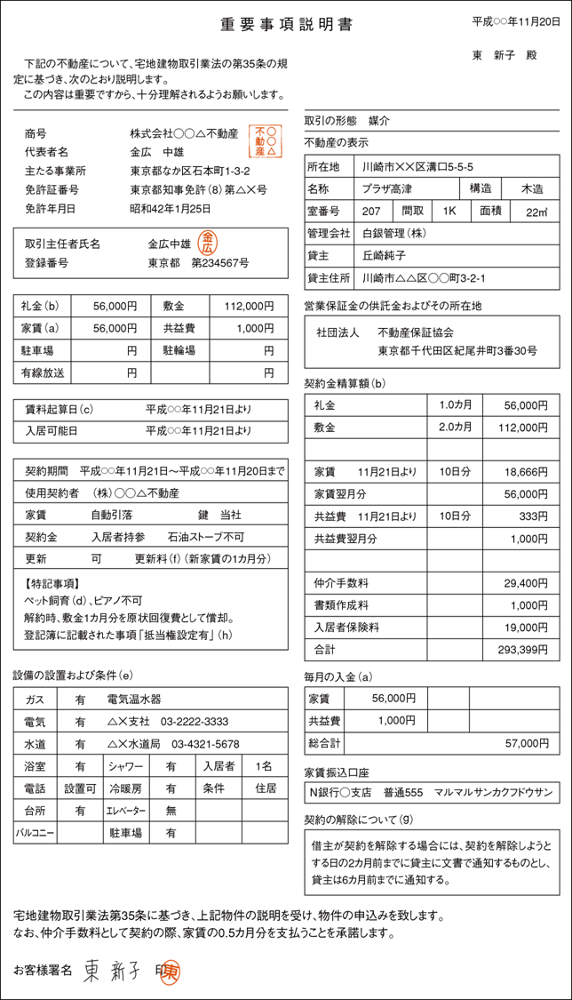 重要事項説明書
平成○○年11月20日
東　新子　殿
下記の不動産について、宅地建物取引業法の第35条の規
定に基づき、次のとおり説明します。
この内容は重要ですから、十分理解されるようお願いします。
商号　株式会社○○△不動産
○○△不動産
代表者名　金広　中雄
主たる事業所　東京都なか区石本町1-3-2
免許証番号　東京都知事免許(8)第△×号
免許年月日　昭和42年1月25日
取引主任者氏名　金広中雄　金広
登録番号　東京都　第234567号
礼金(b)　56,000円　敷金　112,000円
家賃(a)　56,000円　共益費　1,000円
駐車場　円　駐輪場　円
有線放送　円　円
賃料起算日(c)　平成○○年11月21日より
入居可能日　平成○○年11月21日より
契約期間　平成○○年11月21日〜平成○○年11月20日まで
使用契約者　(株)○○△不動産
家賃　自動引落　鍵　当社
契約金　入居者持参　石油ストーブ不可
更新　可　更新料(f)(新家賃の1カ月分)
【特記事項】
ペット飼育(d)、ピアノ不可
解約時、敷金1カ月分を原状回復費として償却。
登記簿に記載された事項「抵当権設定有」(h)
設備の設置および条件(e)
ガス　有　電気温水器
電気　有　△×支社　03-2222-3333
水道　有　△×水道局　03-4321-5678
浴室　有　シャワー　有　入居者　1名
電話　設置可　冷暖房　有　条件　住居
台所　有　エレベーター　無
バルコニー　駐車場　有
取引の形態　媒介
不動産の表示
所在地　川崎市××区溝口5-5-5
名称　プラザ高津　構造　木造
室番号　207　間取　1K　面積　22㎡
管理会社　白銀管理(株)
貸主　丘崎純子
貸主住所　川崎市△△区○○町3-2-1
営業保証金の供託金およびその所在地
社団法人　不動産保証協会
東京都千代田区紀尾井町3番30号
契約金精算額(b)
礼金　1.0カ月　56,000円
敷金　2.0カ月　112,000円
家賃　11月21日より　10日分　18,666円
家賃翌月分　56,000円
共益費　11月21日より　10日分　333円
共益費翌月分　1,000円
仲介手数料　29,400円
書類作成料　1,000円
入居者保険料　19,000円
合計　293,399円
毎月の入金(a)
家賃　56,000円
共益費　1,000円
総合計　57,000円
家賃振込口座
N銀行○支店　普通555　マルマルサンカクフドウサン
契約の解除について(g)
借主が契約を解除する場合には、契約を解除しようと
する日の2カ月前までに貸主に文書で通知するものとし、
貸主は6カ月前までに通知する。
宅地建物取引業法第35条に基づき、上記物件の説明を受け、物件の申込みを致します。
なお、仲介手数料として契約の際、家賃の0.5カ月分を支払うことを承諾します。
お客様署名　東　新子　印　東